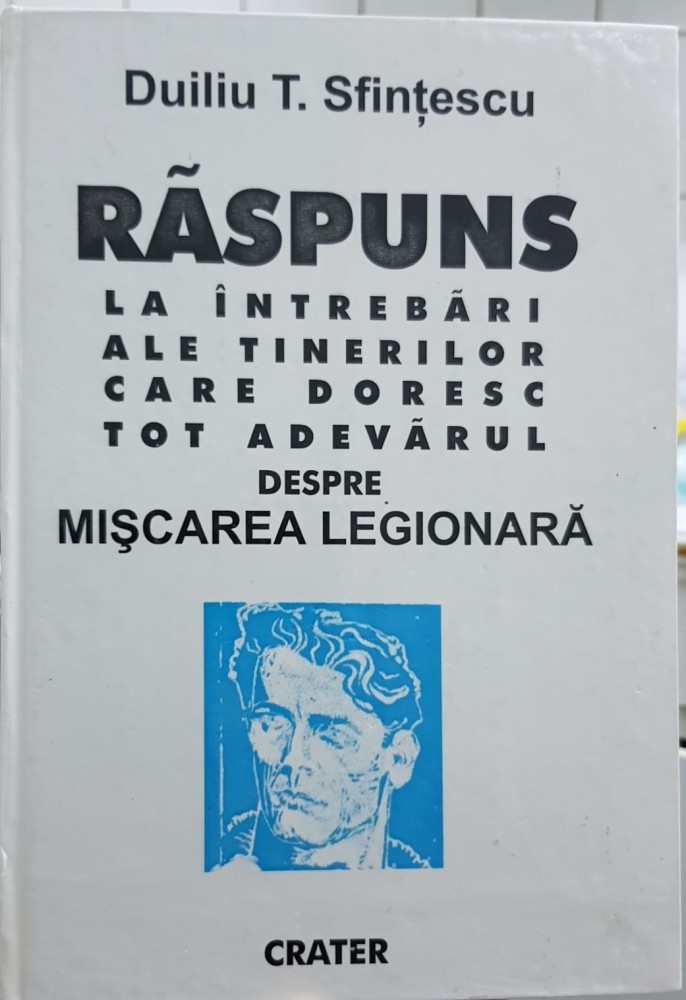 Duiliu T. Sfințescu
RÃSPUNS
LA ÎNTREBÃRI
ALE TINERILOR
CARE DORESC
TOT ADEVÃRUL
DESPRE
MIŞCAREA LEGIONARĂ
CRATER